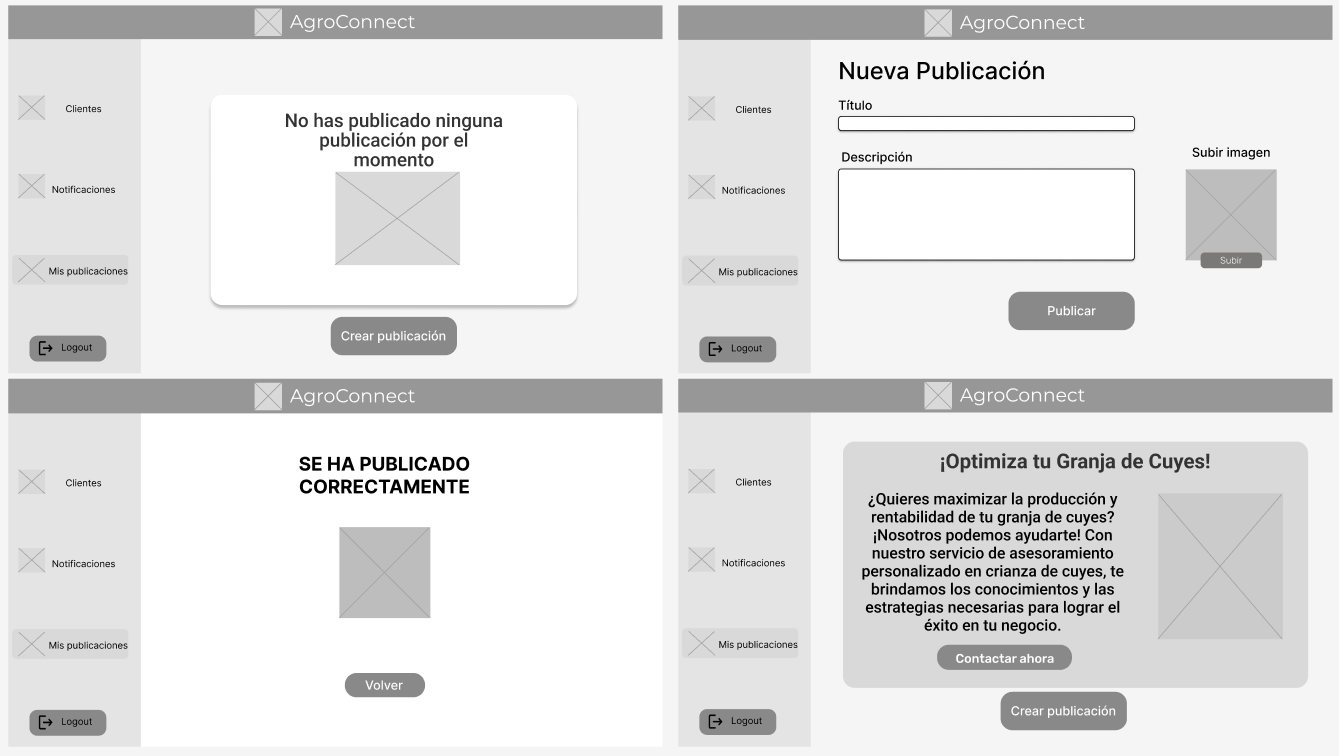 AgroConnect
Clientes
Notificaciones
Mis publicaciones
Logout
No has publicado ninguna
publicación por el
momento
Crear publicación
AgroConnect
Clientes
Notificaciones
Mis publicaciones
Logout
Nueva Publicación
Título
Descripción
Subir imagen
Subir
Publicar
AgroConnect
Clientes
Notificaciones
Mis publicaciones
Logout
SE HA PUBLICADO
CORRECTAMENTE
Volver
AgroConnect
Clientes
Notificaciones
Mis publicaciones
Logout
¡Optimiza tu Granja de Cuyes!
¿Quieres maximizar la producción y
rentabilidad de tu granja de cuyes?
¡Nosotros podemos ayudarte! Con
nuestro servicio de asesoramiento
personalizado en crianza de cuyes, te
brindamos los conocimientos y las
estrategias necesarias para lograr el
éxito en tu negocio.
Contactar ahora
Crear publicación